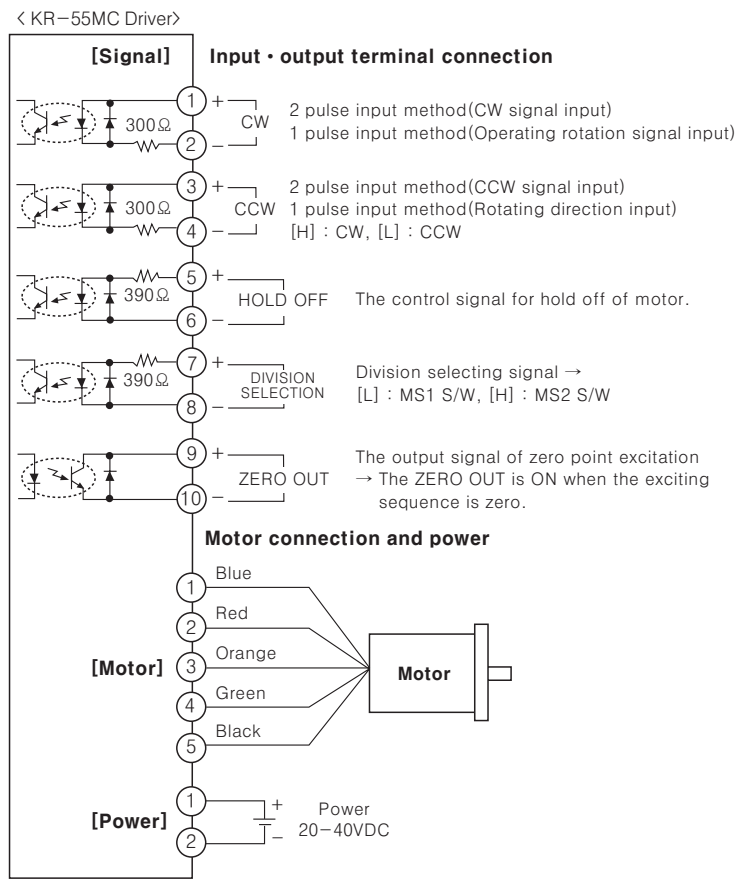 < KR-55MC Driver>
[Signal] Input • output terminal connection
1 + CW 2 pulse input method(CW signal input)
300Ω 1 pulse input method(Operating rotation signal input)
2 −
3 + CCW 2 pulse input method(CCW signal input)
300Ω 1 pulse input method(Rotating direction input)
4 − [H] : CW, [L] : CCW
5 +
390Ω HOLD OFF The control signal for hold off of motor.
6 −
7 +
390Ω DIVISION Division selecting signal →
SELECTION [L] : MS1 S/W, [H] : MS2 S/W
8 −
9 + The output signal of zero point excitation
ZERO OUT → The ZERO OUT is ON when the exciting
10 − sequence is zero.
Motor connection and power
1 Blue
2 Red
[Motor] 3 Orange Motor
4 Green
5 Black
[Power] 1 + Power
2 − 20-40VDC